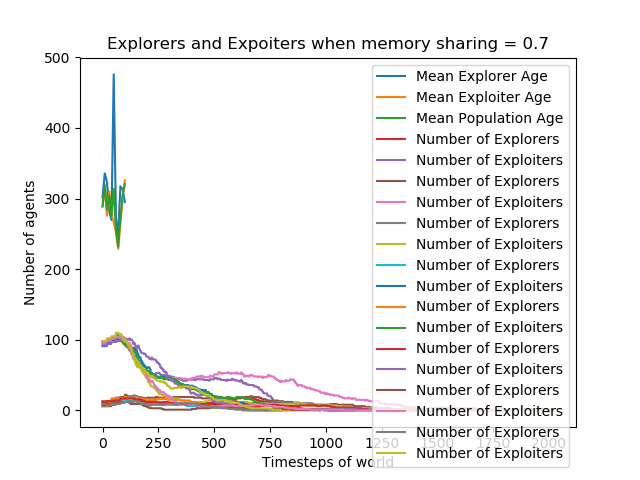 Explorers and Expoiters when memory sharing = 0.7
Number of agents
500
400
300
200
100
0
Mean Explorer Age
Mean Exploiter Age
Mean Population Age
Number of Explorers
Number of Exploiters
Number of Explorers
Number of Exploiters
Number of Explorers
Number of Exploiters
Number of Explorers
Number of Exploiters
Number of Explorers
Number of Exploiters
Number of Explorers
Number of Exploiters
Number of Explorers
Number of Exploiters
Number of Explorers
Number of Exploiters
0 250 500 750 1000 1250 1500 1750 2000
Timesteps of world